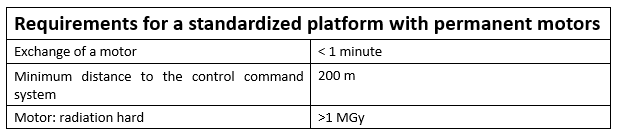 Requirements for a standardized platform with permanent motors
Exchange of a motor < 1 minute
Minimum distance to the control command 200 m
system
Motor: radiation hard >1 MGy